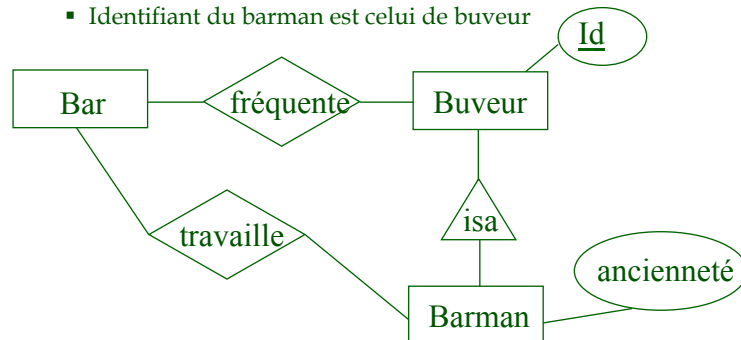 ▪ Identifiant du barman est celui de buveur
Id
Bar
fréquente
Buveur
isa
travaille
ancienneté
Barman